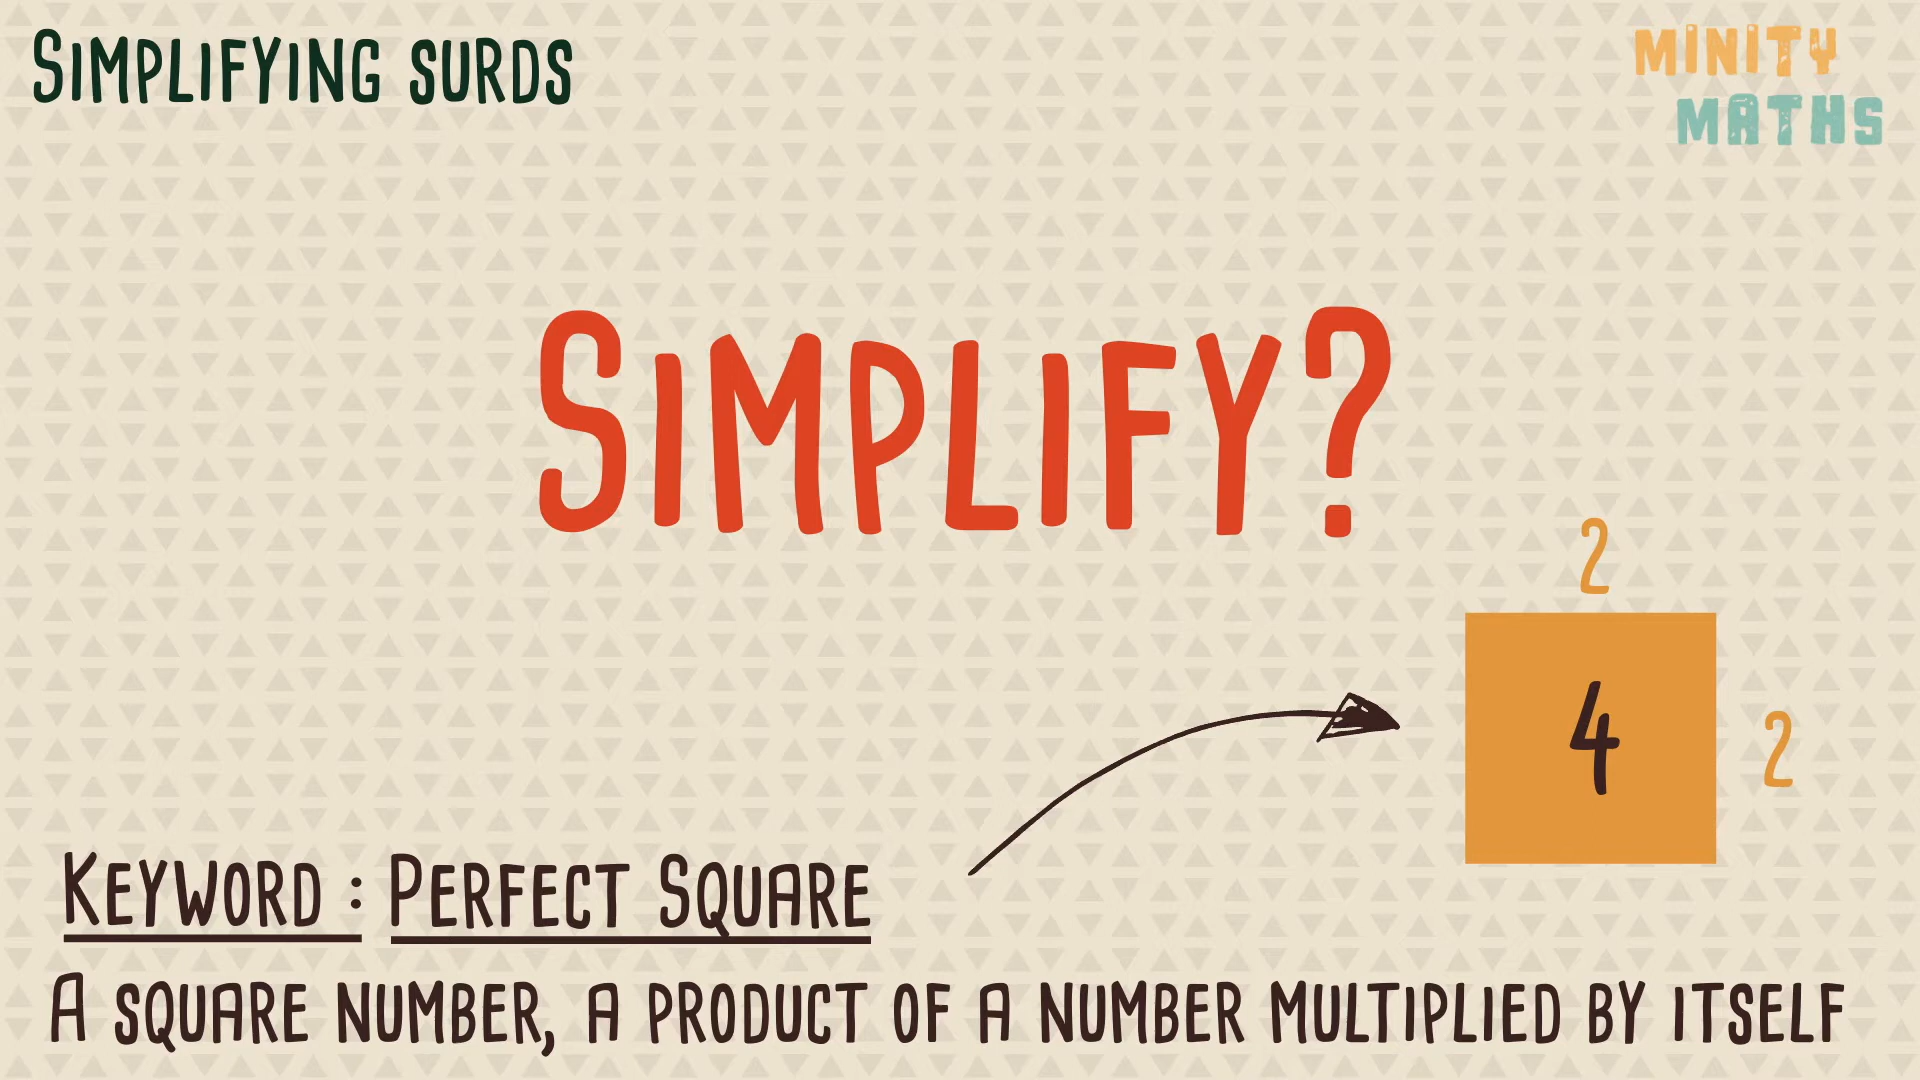 Simplifying surds
MINITY
MATHS
Simplify?
2
4
2
Keyword : Perfect Square
A square number, a product of a number multiplied by itself